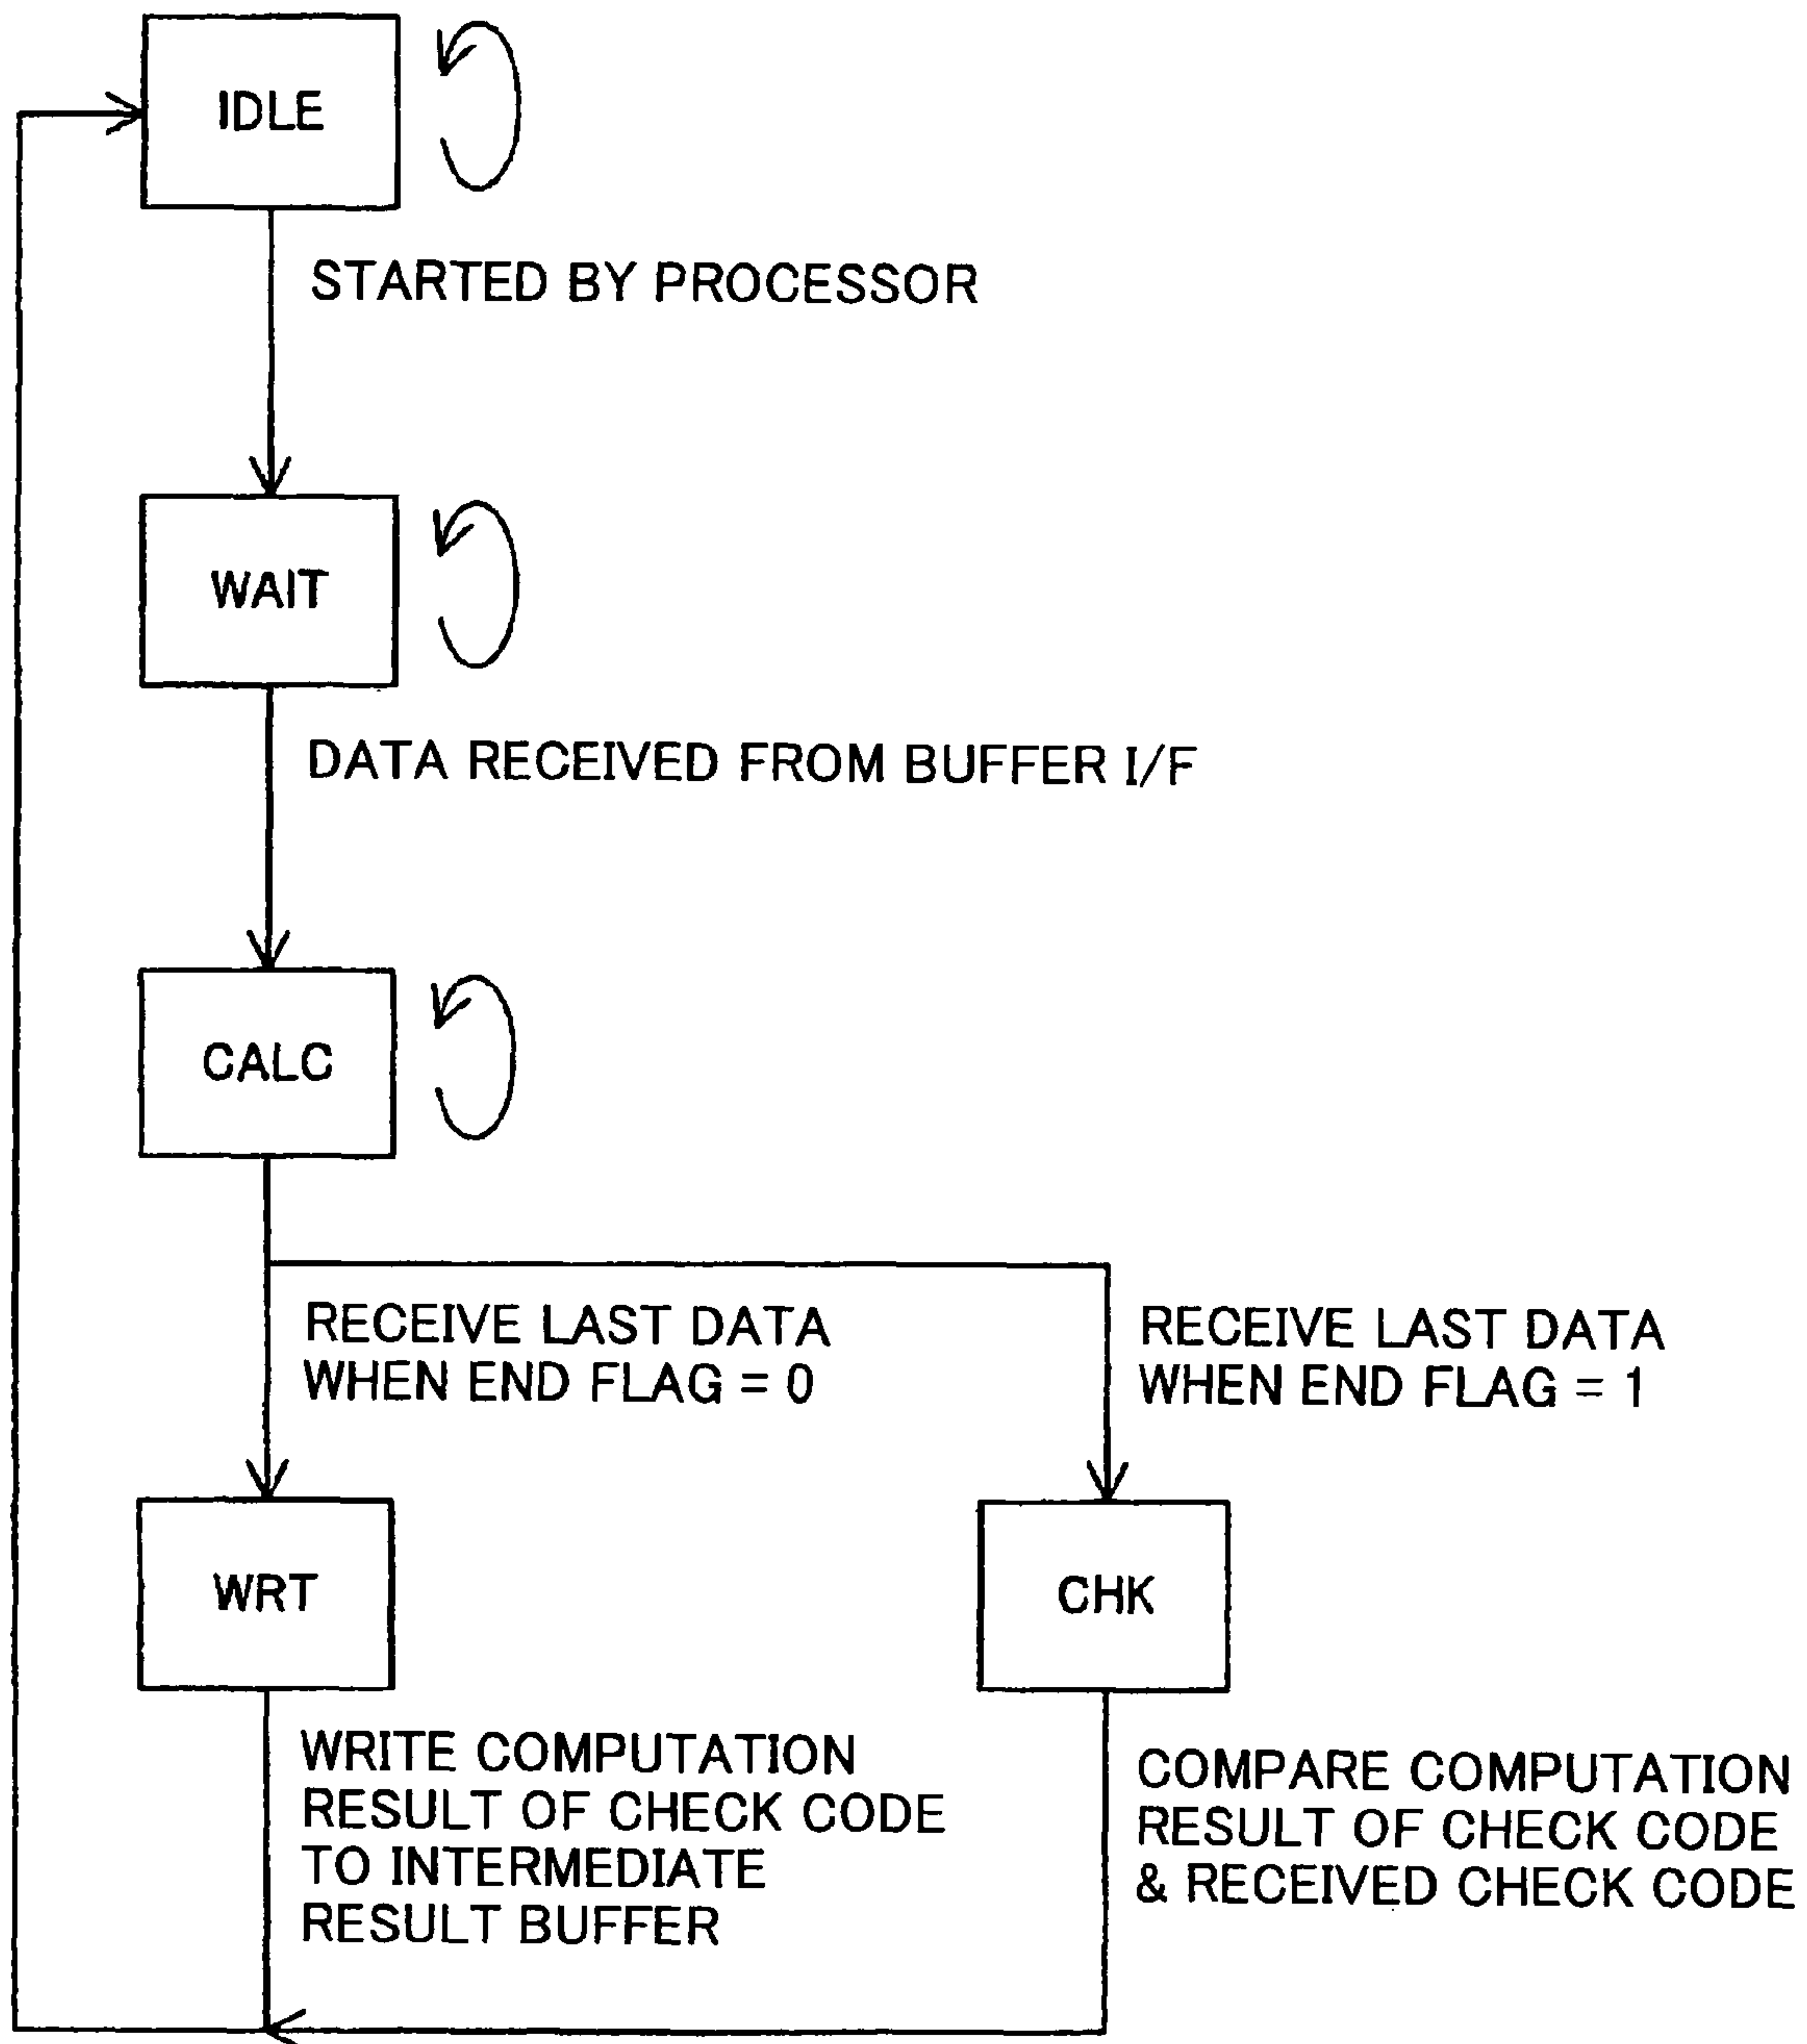 IDLE
STARTED BY PROCESSOR
WAIT
DATA RECEIVED FROM BUFFER I/F
CALC
RECEIVE LAST DATA
WHEN END FLAG = 0
RECEIVE LAST DATA
WHEN END FLAG = 1
WRT
CHK
WRITE COMPUTATION
RESULT OF CHECK CODE
TO INTERMEDIATE
RESULT BUFFER
COMPARE COMPUTATION
RESULT OF CHECK CODE
& RECEIVED CHECK CODE